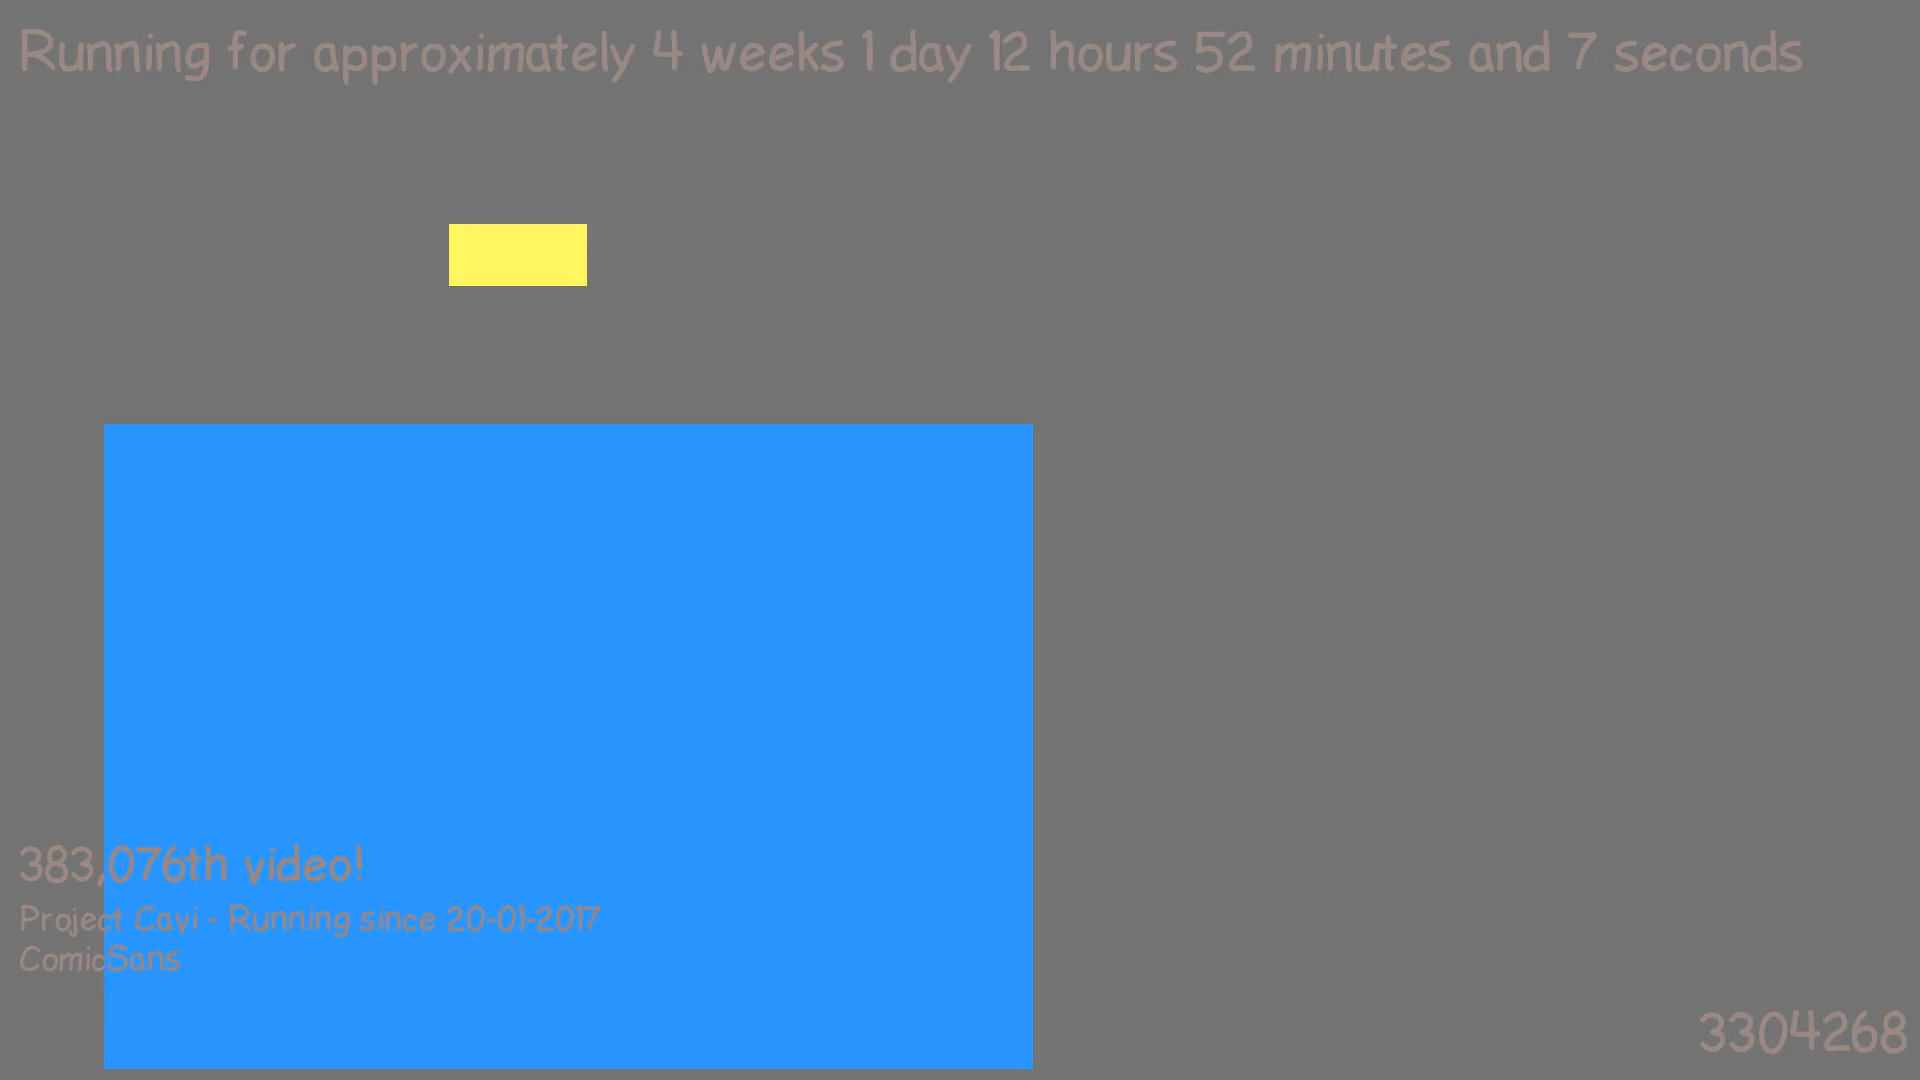 Running for approximately 4 weeks 1 day 12 hours 52 minutes and 7 seconds
383,076th video!
Project Cavi - Running since 20-01-2017
ComicSans
3304268